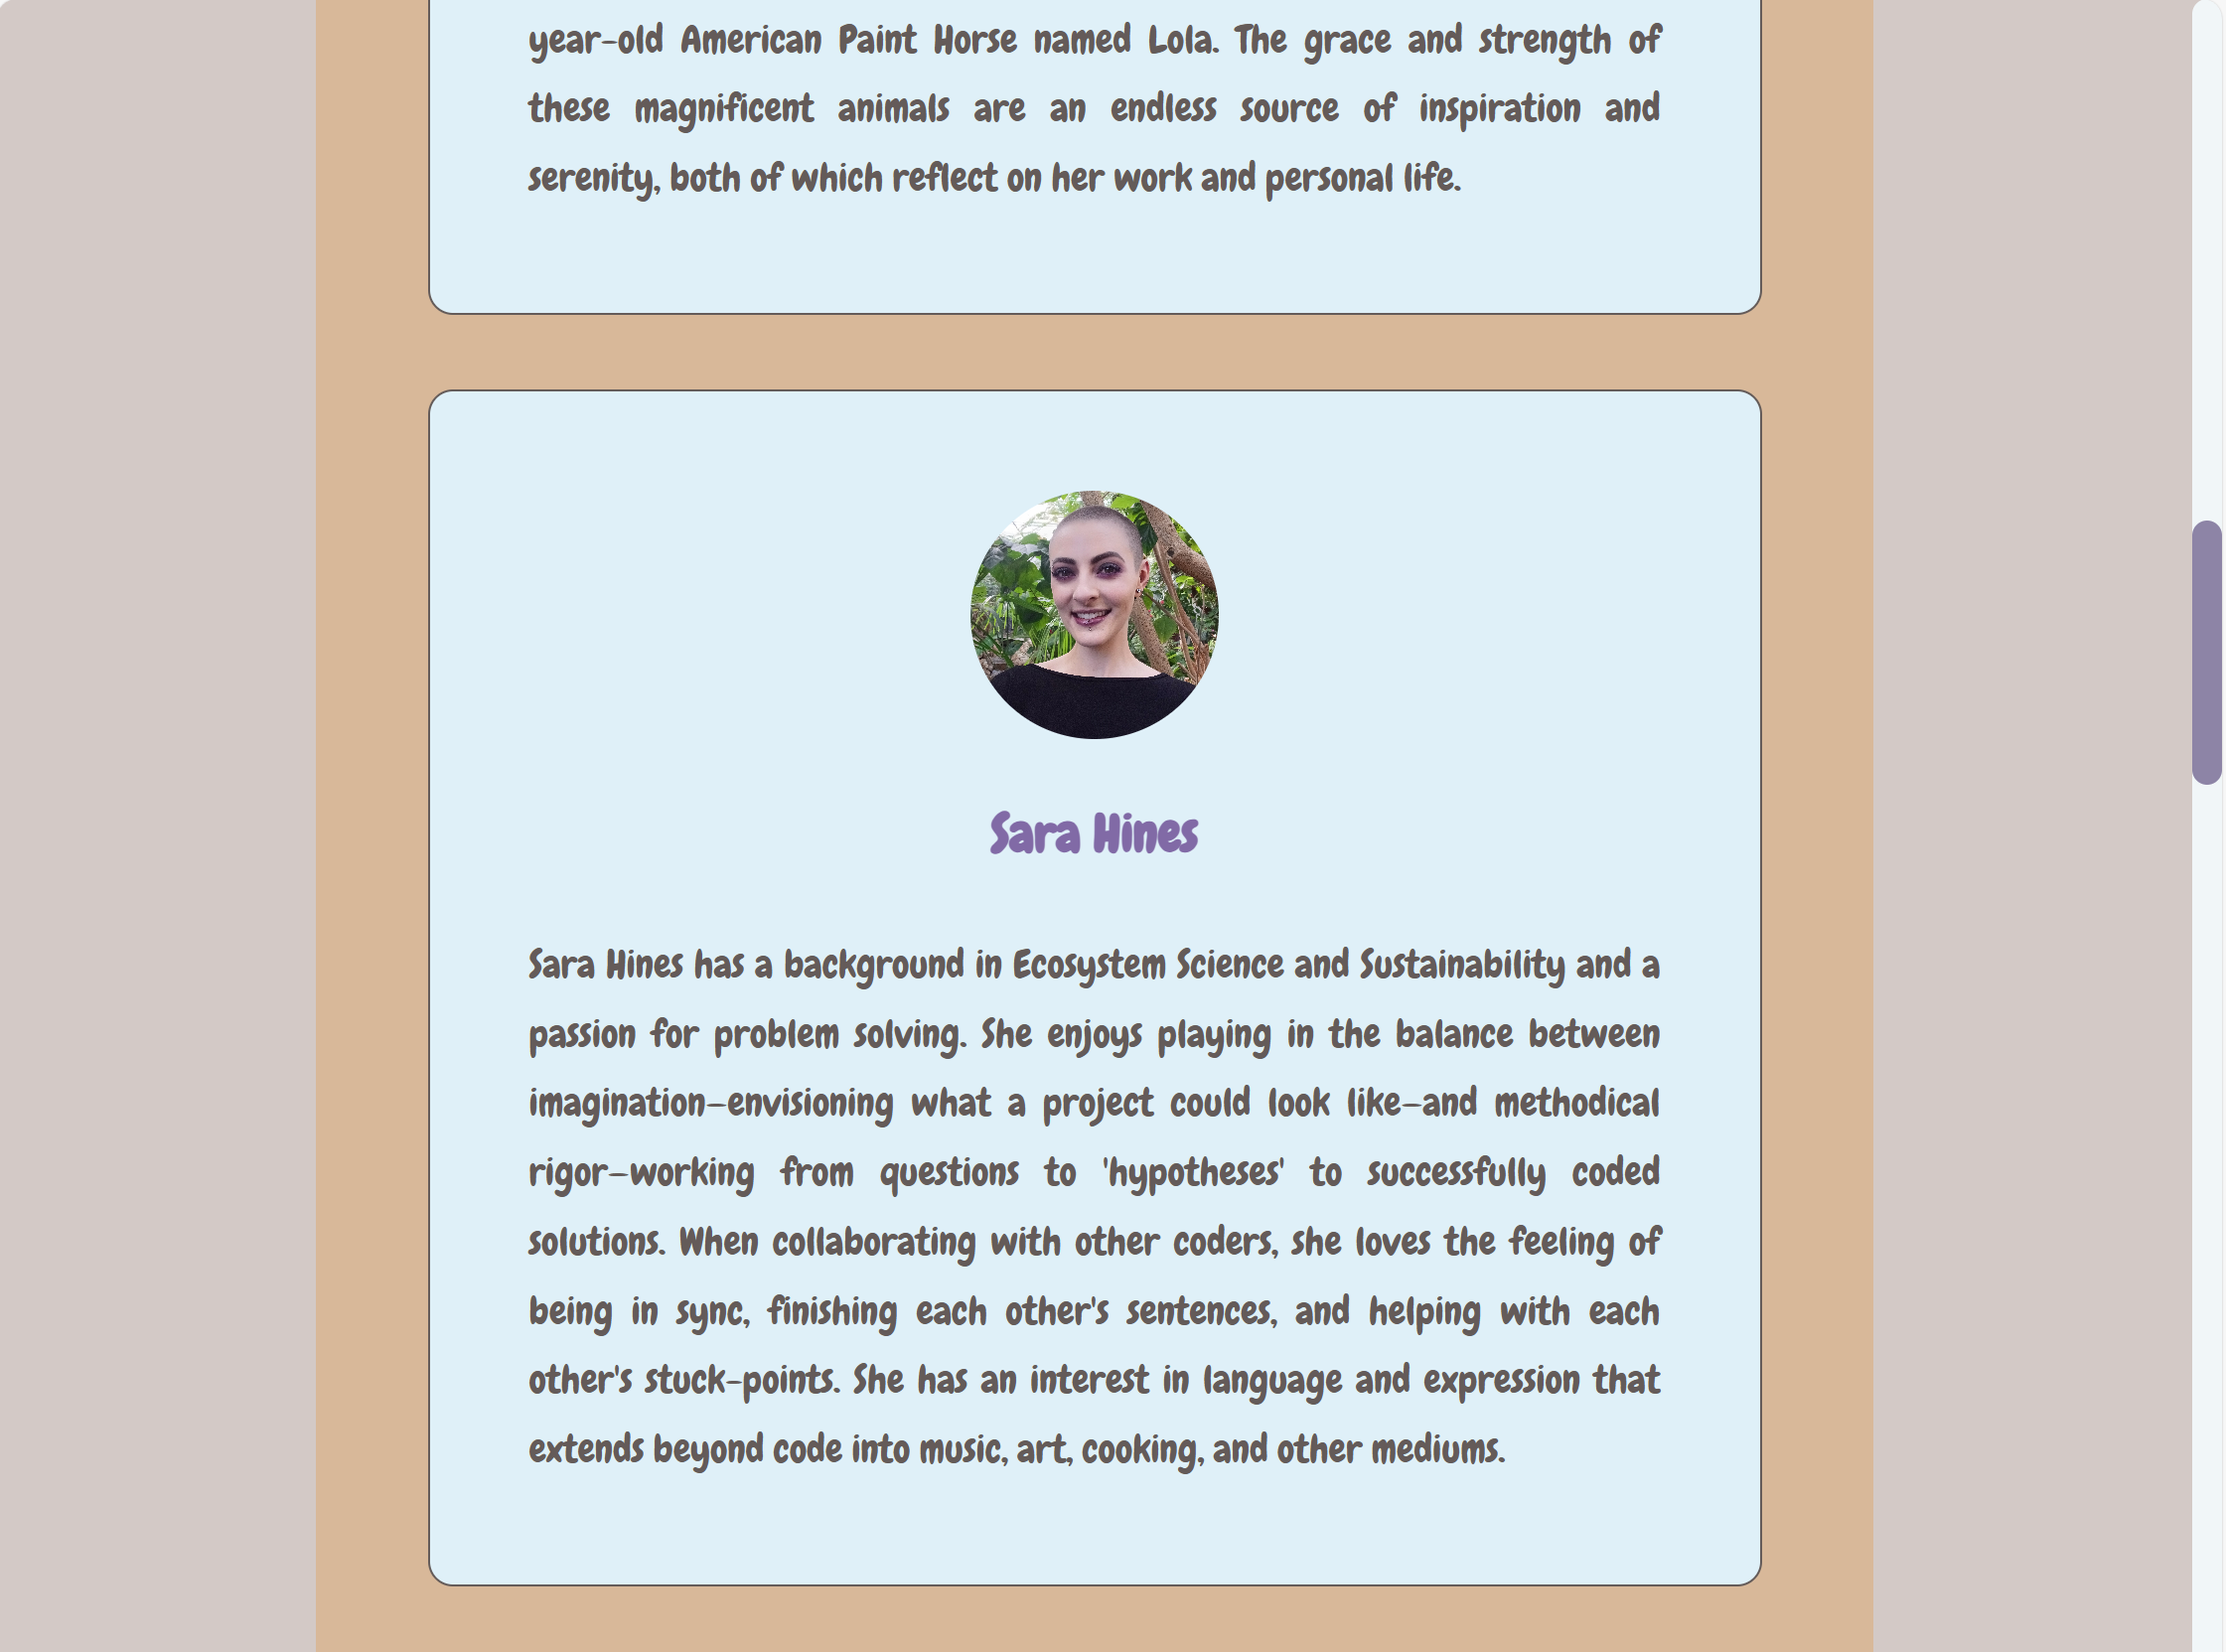 year-old American Paint Horse named Lola. The grace and strength of
these magnificent animals are an endless source of inspiration and
serenity, both of which reflect on her work and personal life.
Sara Hines
Sara Hines has a background in Ecosystem Science and Sustainability and a
passion for problem solving. She enjoys playing in the balance between
imagination—envisioning what a project could look like—and methodical
rigor—working from questions to 'hypotheses' to successfully coded
solutions. When collaborating with other coders, she loves the feeling of
being in sync, finishing each other's sentences, and helping with each
other's stuck-points. She has an interest in language and expression that
extends beyond code into music, art, cooking, and other mediums.